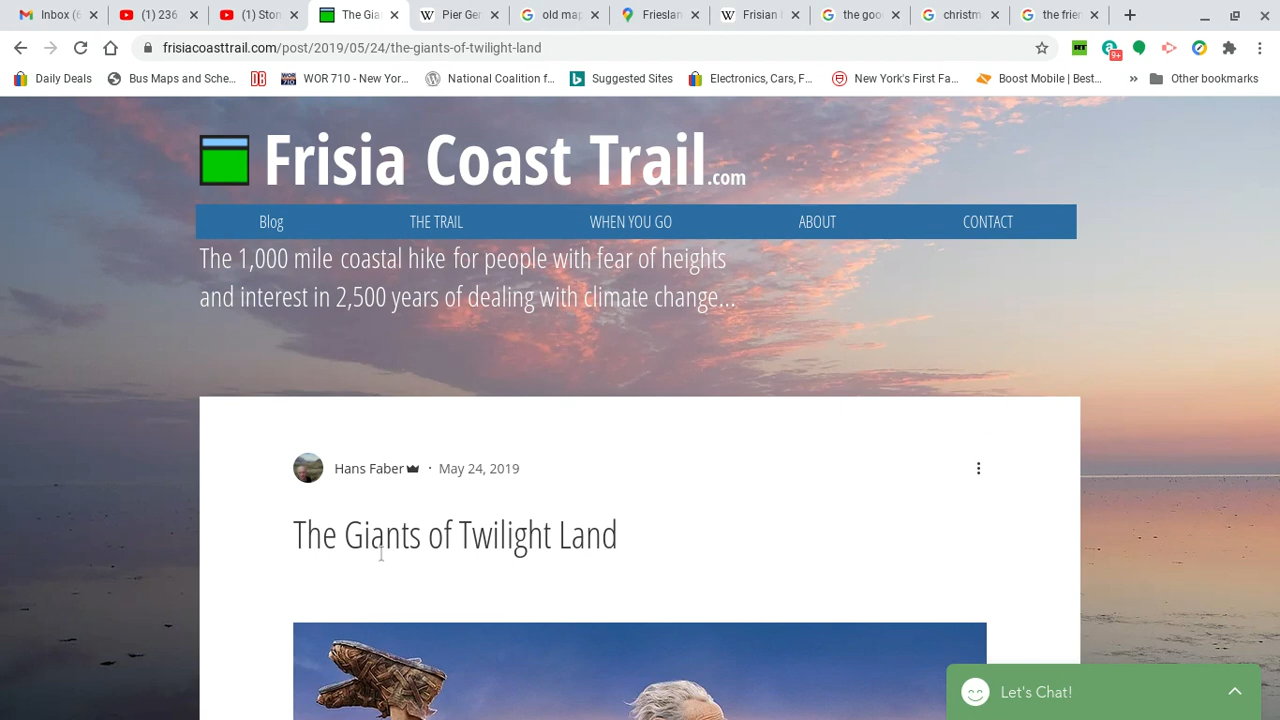 Inbox (6
(1) 236
(1) Ston
The Gia
Pier Ger
old map
Frieslan
Frisian I
the goo
christm
the frier
frisiacoasttrail.com/post/2019/05/24/the-giants-of-twilight-land
RT
9+
Daily Deals
Bus Maps and Sche...
DB
WOR 710 - New Yor...
National Coalition f...
Suggested Sites
Electronics, Cars, F...
New York's First Fa...
Boost Mobile | Best...
»
Other bookmarks
Frisia Coast Trail.com
Blog
THE TRAIL
WHEN YOU GO
ABOUT
CONTACT
The 1,000 mile coastal hike for people with fear of heights
and interest in 2,500 years of dealing with climate change...
Hans Faber · May 24, 2019
The Giants of Twilight Land
Let's Chat!